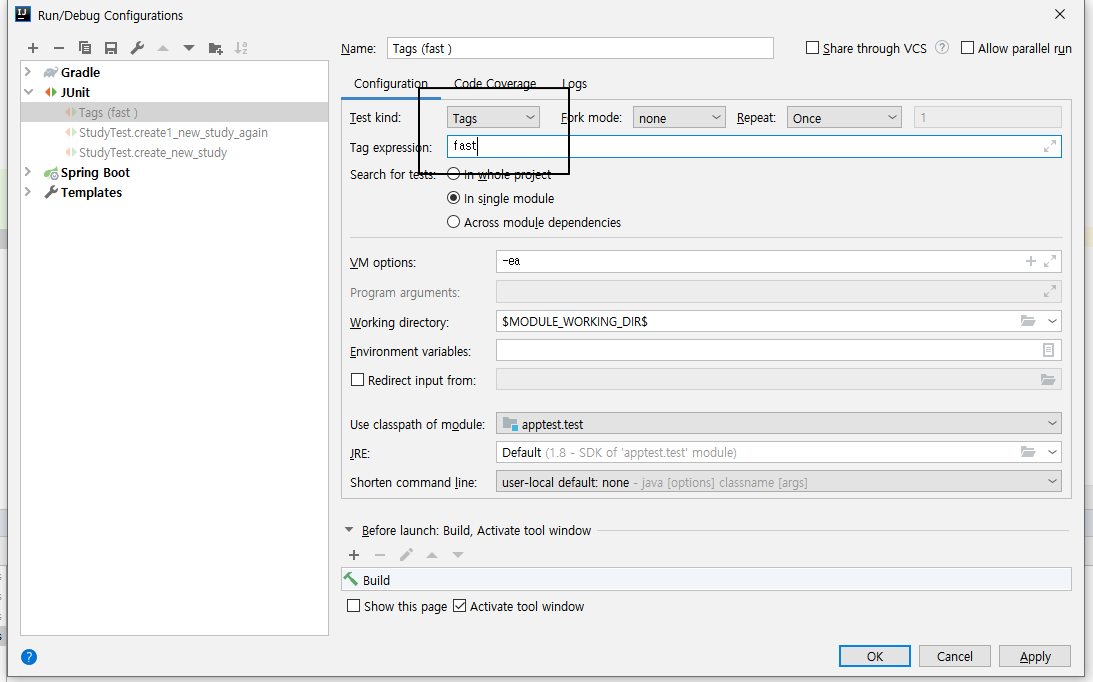 Run/Debug Configurations
Name: Tags (fast ) Share through VCS ? Allow parallel run
Gradle
JUnit
Tags (fast )
StudyTest.create1_new_study_again
StudyTest.create_new_study
Spring Boot
Templates
Configuration Code Coverage Logs
Test kind: Tags Fork mode: none Repeat: Once 1
Tag expression: fast
Search for tests: In whole project
In single module
Across module dependencies
VM options: -ea
Program arguments:
Working directory: $MODULE_WORKING_DIR$
Environment variables:
Redirect input from:
Use classpath of module: apptest.test
JRE: Default (1.8 - SDK of 'apptest.test' module)
Shorten command line: user-local default: none - java [options] classname [args]
Before launch: Build, Activate tool window
Build
Show this page Activate tool window
? OK Cancel Apply